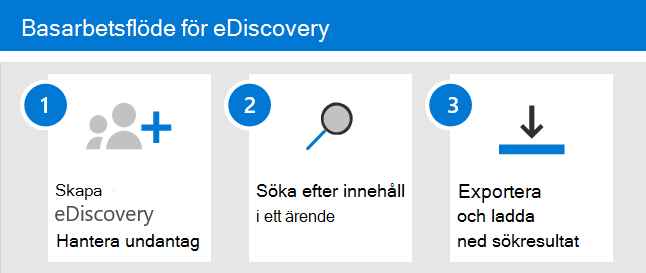 Basarbetsflöde för eDiscovery
1
Skapa
eDiscovery
Hantera undantag
2
Söka efter innehåll
i ett ärende
3
Exportera
och ladda
ned sökresultat